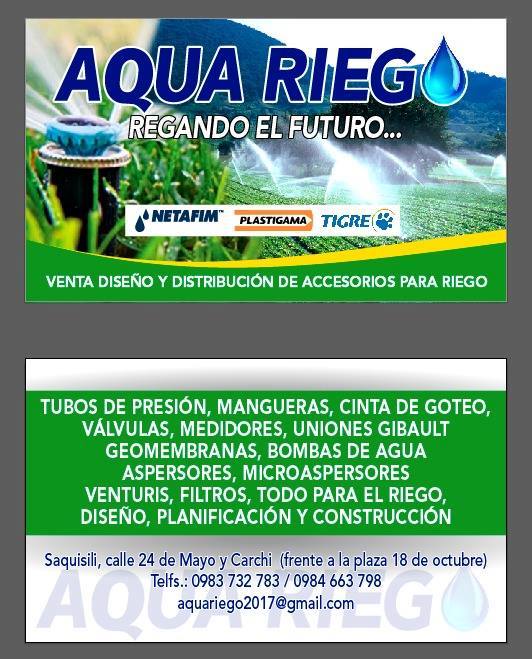 AQUA RIEGO
REGANDO EL FUTURO...
NETAFIM™ PLASTIGAMA TIGRE
VENTA DISEÑO Y DISTRIBUCIÓN DE ACCESORIOS PARA RIEGO
TUBOS DE PRESIÓN, MANGUERAS, CINTA DE GOTEO,
VÁLVULAS, MEDIDORES, UNIONES GIBAULT
GEOMEMBRANAS, BOMBAS DE AGUA
ASPERSORES, MICROASPERSORES
VENTURIS, FILTROS, TODO PARA EL RIEGO,
DISEÑO, PLANIFICACIÓN Y CONSTRUCCIÓN
Saquisili, calle 24 de Mayo y Carchi (frente a la plaza 18 de octubre)
Telfs.: 0983 732 783 / 0984 663 798
aquariego2017@gmail.com
AQUA RIEGO